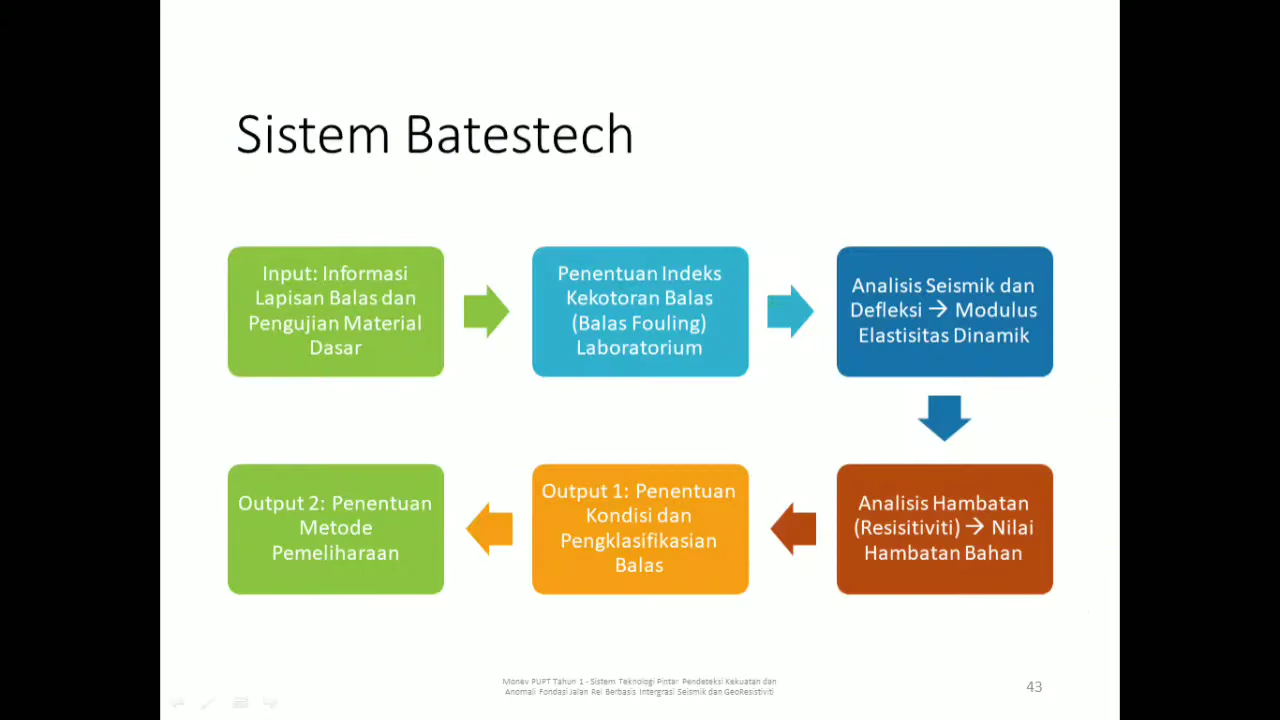 Sistem Batestech
Input: Informasi
Lapisan Balas dan
Pengujian Material
Dasar
Penentuan Indeks
Kekotoran Balas
(Balas Fouling)
Laboratorium
Analisis Seismik dan
Defleksi → Modulus
Elastisitas Dinamik
Analisis Hambatan
(Resisitiviti) → Nilai
Hambatan Bahan
Output 1: Penentuan
Kondisi dan
Pengklasifikasian
Balas
Output 2: Penentuan
Metode
Pemeliharaan
Monev PUPT Tahun 1 - Sistem Teknologi Pintar Pendeteksi Kekuatan dan
Anomali Fondasi Jalan Rel Berbasis Intergrasi Seismik dan GeoResistiviti
43